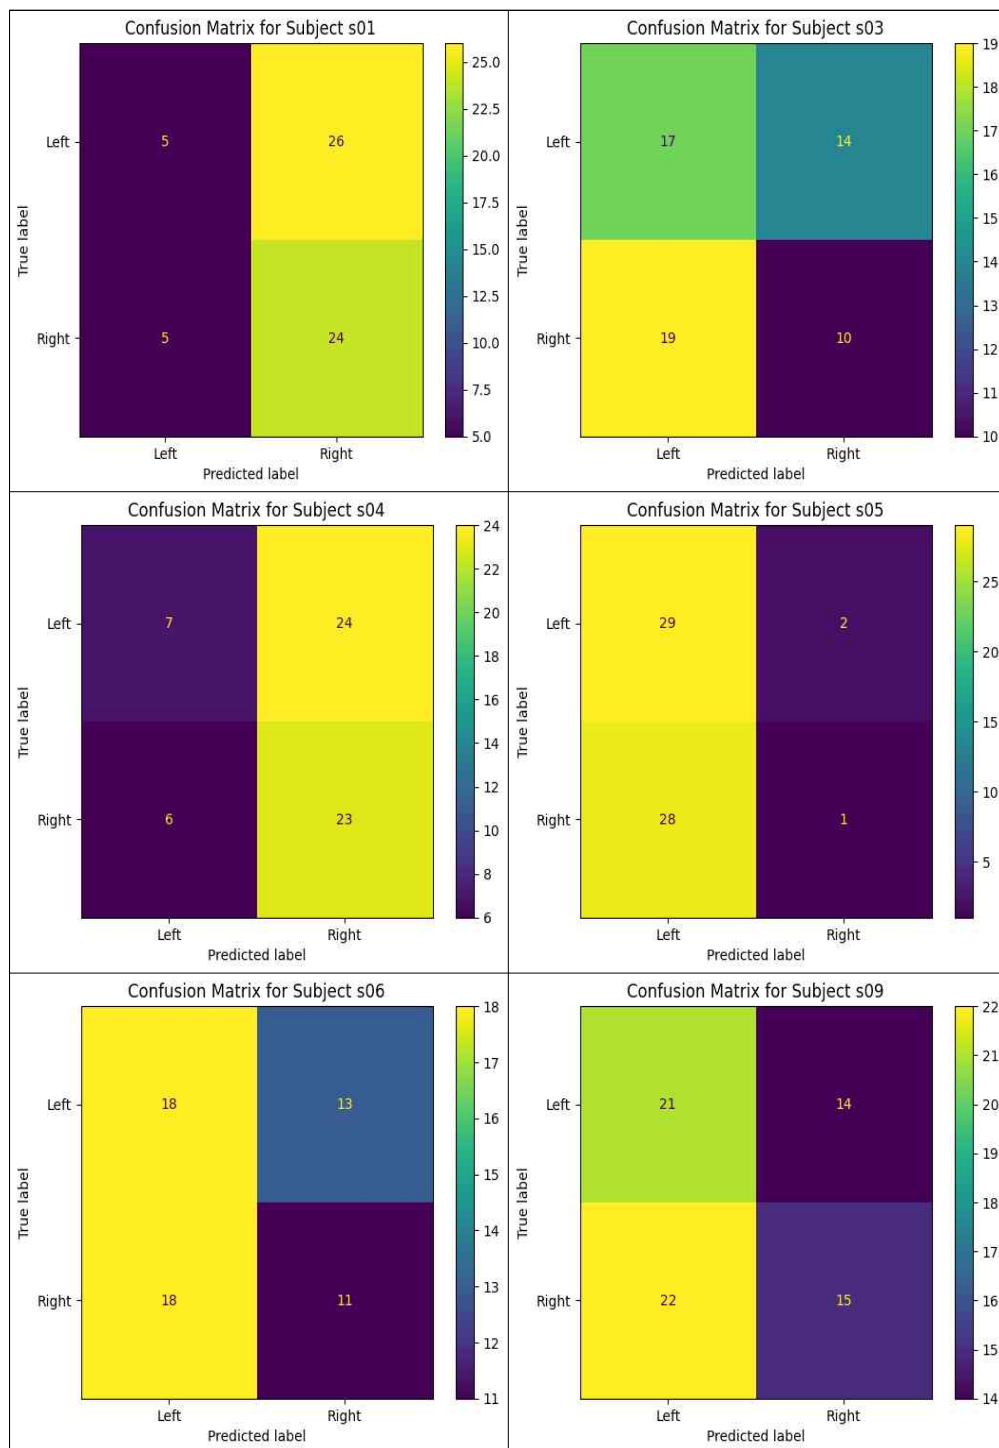 Confusion Matrix for Subject s01
25.0
22.5
20.0
17.5
15.0
12.5
10.0
7.5
5.0
Left
Right
5
26
5
24
True label
Left
Right
Predicted label
Confusion Matrix for Subject s03
19
18
17
16
15
14
13
12
11
10
Left
Right
17
14
19
10
True label
Left
Right
Predicted label
Confusion Matrix for Subject s04
24
22
20
18
16
14
12
10
8
6
Left
Right
7
24
6
23
True label
Left
Right
Predicted label
Confusion Matrix for Subject s05
25
20
15
10
5
Left
Right
29
2
28
1
True label
Left
Right
Predicted label
Confusion Matrix for Subject s06
18
17
16
15
14
13
12
11
Left
Right
18
13
18
11
True label
Left
Right
Predicted label
Confusion Matrix for Subject s09
22
21
20
19
18
17
16
15
14
Left
Right
21
14
22
15
True label
Left
Right
Predicted label